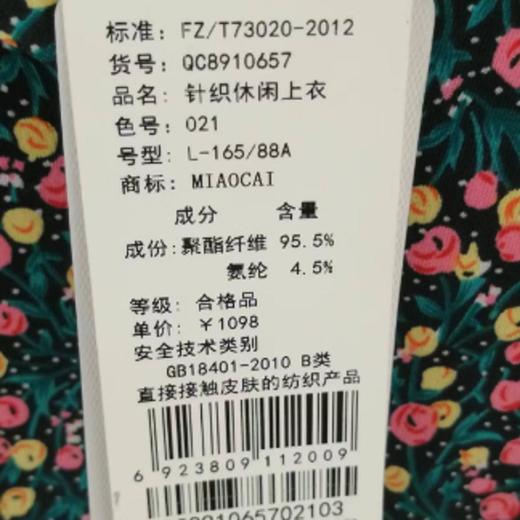 标准: FZ/T73020-2012
货号: QC8910657
品名: 针织休闲上衣
色号: 021
号型: L-165/88A
商标: MIAOCAI
成分 含量
成份:聚酯纤维 95.5%
氨纶 4.5%
等级: 合格品
单价: ￥1098
安全技术类别
GB18401-2010 B类
直接接触皮肤的纺织产品
6 923809 112009